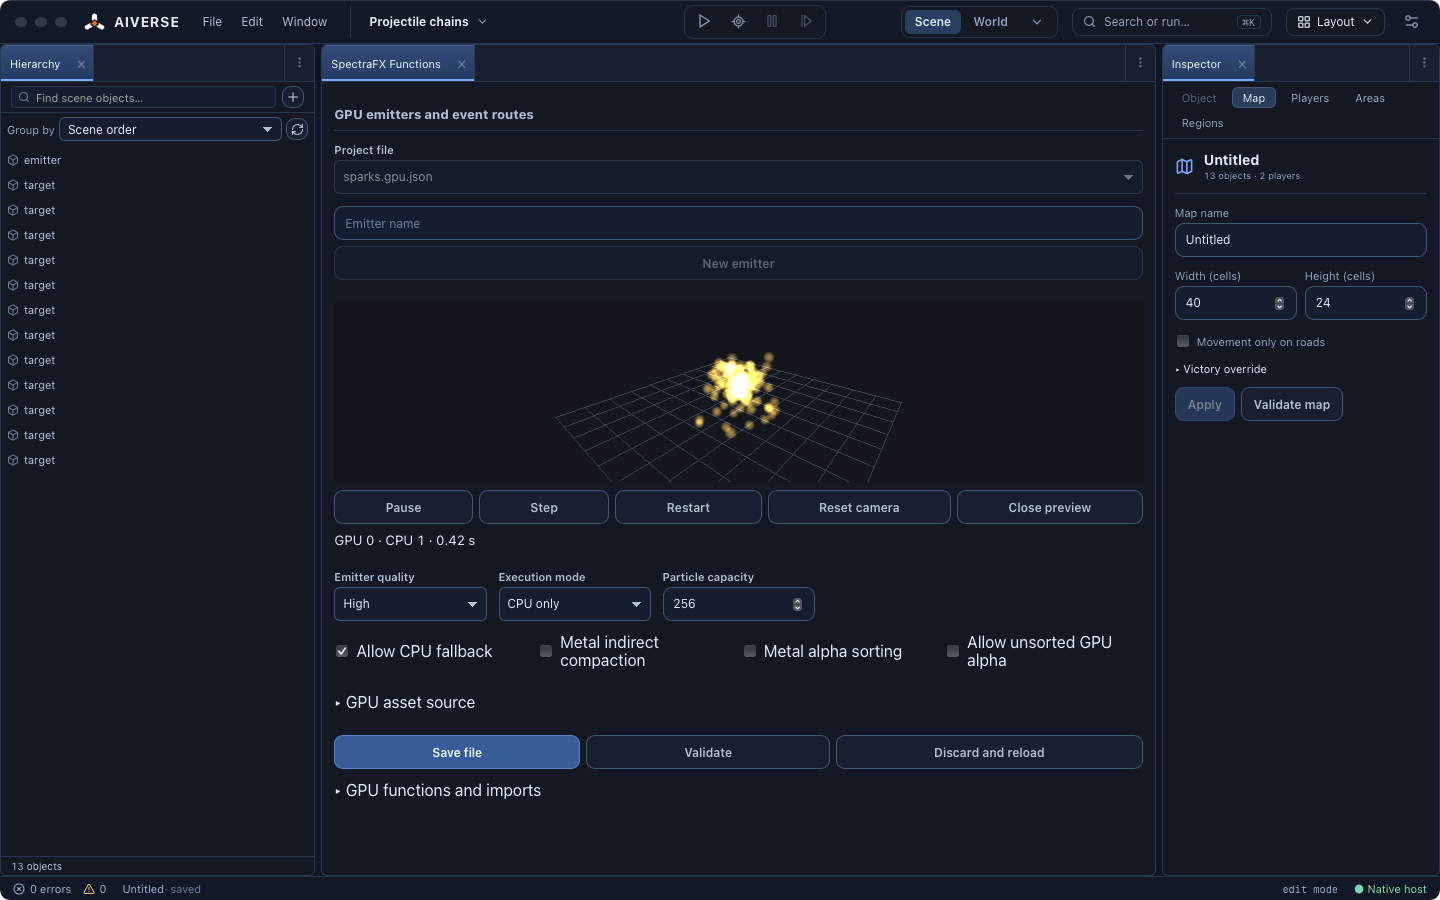 AIVERSE File Edit Window Projectile chains Scene World Search or run... ⌘K Layout
Hierarchy
SpectraFX Functions
Inspector
Find scene objects...
Group by Scene order
emitter
target
target
target
target
target
target
target
target
target
target
target
target
13 objects
GPU emitters and event routes
Project file
sparks.gpu.json
Emitter name
New emitter
Pause Step Restart Reset camera Close preview
GPU 0 · CPU 1 · 0.42 s
Emitter quality Execution mode Particle capacity
High CPU only 256
Allow CPU fallback
Metal indirect
compaction
Metal alpha sorting
Allow unsorted GPU
alpha
GPU asset source
Save file Validate Discard and reload
GPU functions and imports
Object Map Players Areas
Regions
Untitled
13 objects · 2 players
Map name
Untitled
Width (cells) Height (cells)
40 24
Movement only on roads
Victory override
Apply Validate map
0 errors 0 Untitled · saved edit mode Native host